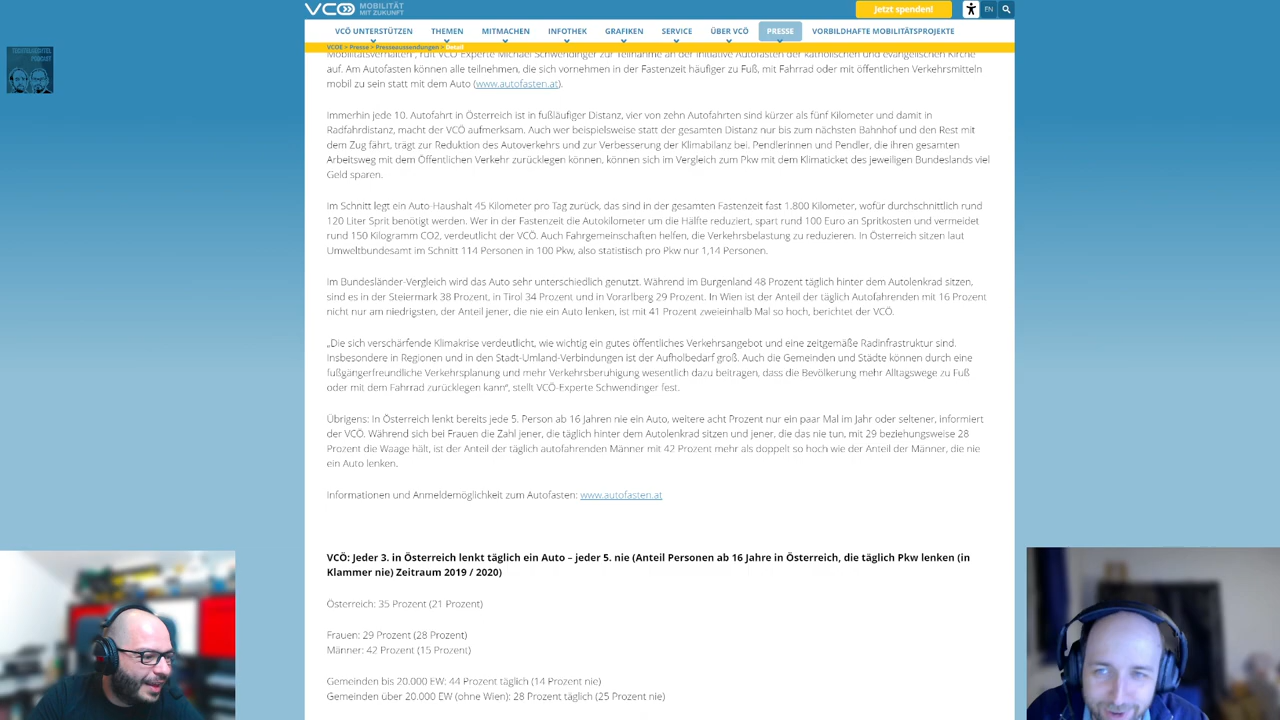 VCÖ MOBILITÄT MIT ZUKUNFT
Jetzt spenden!
EN
VCÖ UNTERSTÜTZEN THEMEN MITMACHEN INFOTHEK GRAFIKEN SERVICE ÜBER VCÖ PRESSE VORBILDHAFTE MOBILITÄTSPROJEKTE
VCOE > Presse > Presseaussendungen > Detail
Mobilitätsverhalten", ruft VCÖ-Experte Michael Schwendinger zur Teilnahme an der Initiative Autofasten der katholischen und evangelischen Kirche
auf. Am Autofasten können alle teilnehmen, die sich vornehmen in der Fastenzeit häufiger zu Fuß, mit Fahrrad oder mit öffentlichen Verkehrsmitteln
mobil zu sein statt mit dem Auto (www.autofasten.at).
Immerhin jede 10. Autofahrt in Österreich ist in fußläufiger Distanz, vier von zehn Autofahrten sind kürzer als fünf Kilometer und damit in
Radfahrdistanz, macht der VCÖ aufmerksam. Auch wer beispielsweise statt der gesamten Distanz nur bis zum nächsten Bahnhof und den Rest mit
dem Zug fährt, trägt zur Reduktion des Autoverkehrs und zur Verbesserung der Klimabilanz bei. Pendlerinnen und Pendler, die ihren gesamten
Arbeitsweg mit dem Öffentlichen Verkehr zurücklegen können, können sich im Vergleich zum Pkw mit dem Klimaticket des jeweiligen Bundeslands viel
Geld sparen.
Im Schnitt legt ein Auto-Haushalt 45 Kilometer pro Tag zurück, das sind in der gesamten Fastenzeit fast 1.800 Kilometer, wofür durchschnittlich rund
120 Liter Sprit benötigt werden. Wer in der Fastenzeit die Autokilometer um die Hälfte reduziert, spart rund 100 Euro an Spritkosten und vermeidet
rund 150 Kilogramm CO2, verdeutlicht der VCÖ. Auch Fahrgemeinschaften helfen, die Verkehrsbelastung zu reduzieren. In Österreich sitzen laut
Umweltbundesamt im Schnitt 114 Personen in 100 Pkw, also statistisch pro Pkw nur 1,14 Personen.
Im Bundesländer-Vergleich wird das Auto sehr unterschiedlich genutzt. Während im Burgenland 48 Prozent täglich hinter dem Autolenkrad sitzen,
sind es in der Steiermark 38 Prozent, in Tirol 34 Prozent und in Vorarlberg 29 Prozent. In Wien ist der Anteil der täglich Autofahrenden mit 16 Prozent
nicht nur am niedrigsten, der Anteil jener, die nie ein Auto lenken, ist mit 41 Prozent zweieinhalb Mal so hoch, berichtet der VCÖ.
„Die sich verschärfende Klimakrise verdeutlicht, wie wichtig ein gutes öffentliches Verkehrsangebot und eine zeitgemäße Radinfrastruktur sind.
Insbesondere in Regionen und in den Stadt-Umland-Verbindungen ist der Aufholbedarf groß. Auch die Gemeinden und Städte können durch eine
fußgängerfreundliche Verkehrsplanung und mehr Verkehrsberuhigung wesentlich dazu beitragen, dass die Bevölkerung mehr Alltagswege zu Fuß
oder mit dem Fahrrad zurücklegen kann“, stellt VCÖ-Experte Schwendinger fest.
Übrigens: In Österreich lenkt bereits jede 5. Person ab 16 Jahren nie ein Auto, weitere acht Prozent nur ein paar Mal im Jahr oder seltener, informiert
der VCÖ. Während sich bei Frauen die Zahl jener, die täglich hinter dem Autolenkrad sitzen und jener, die das nie tun, mit 29 beziehungsweise 28
Prozent die Waage hält, ist der Anteil der täglich autofahrenden Männer mit 42 Prozent mehr als doppelt so hoch wie der Anteil der Männer, die nie
ein Auto lenken.
Informationen und Anmeldemöglichkeit zum Autofasten: www.autofasten.at
VCÖ: Jeder 3. in Österreich lenkt täglich ein Auto – jeder 5. nie (Anteil Personen ab 16 Jahre in Österreich, die täglich Pkw lenken (in
Klammer nie) Zeitraum 2019 / 2020)
Österreich: 35 Prozent (21 Prozent)
Frauen: 29 Prozent (28 Prozent)
Männer: 42 Prozent (15 Prozent)
Gemeinden bis 20.000 EW: 44 Prozent täglich (14 Prozent nie)
Gemeinden über 20.000 EW (ohne Wien): 28 Prozent täglich (25 Prozent nie)